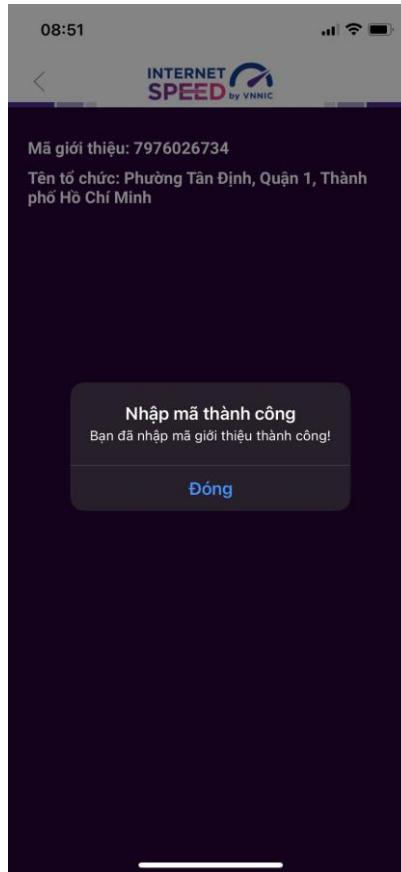 08:51
INTERNET
SPEED by VNNIC
Mã giới thiệu: 7976026734
Tên tổ chức: Phường Tân Định, Quận 1, Thành
phố Hồ Chí Minh
Nhập mã thành công
Bạn đã nhập mã giới thiệu thành công!
Đóng